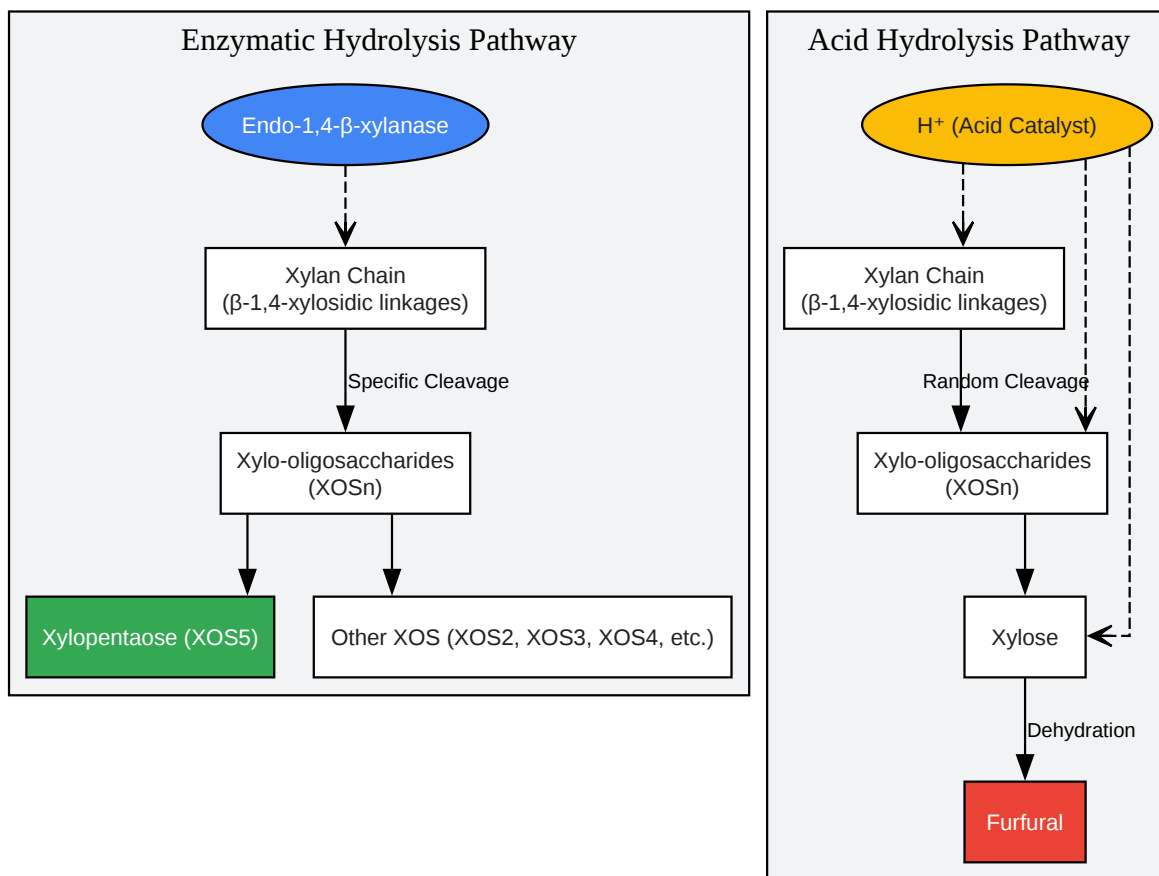 Enzymatic Hydrolysis Pathway
Endo-1,4-β-xylanase
Xylan Chain
(β-1,4-xylosidic linkages)
Specific Cleavage
Xylo-oligosaccharides
(XOSn)
Xylopentaose (XOS5)
Other XOS (XOS2, XOS3, XOS4, etc.)
Acid Hydrolysis Pathway
H⁺ (Acid Catalyst)
Xylan Chain
(β-1,4-xylosidic linkages)
Random Cleavage
Xylo-oligosaccharides
(XOSn)
Xylose
Dehydration
Furfural